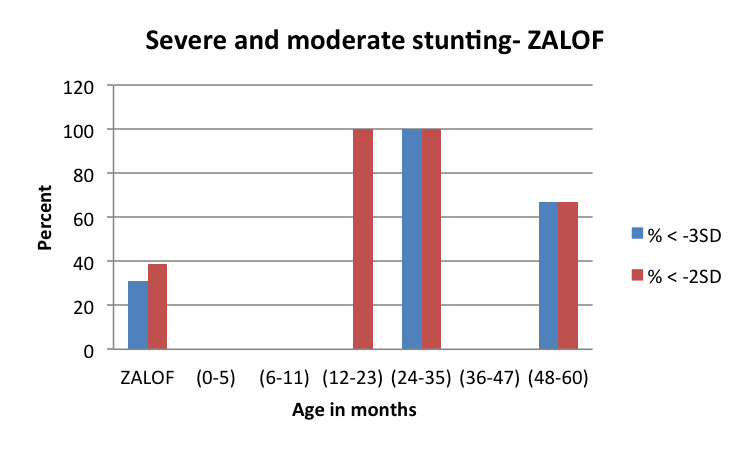 Severe and moderate stunting- ZALOF
120
100
80
60
40
20
0
Percent
ZALOF (0-5) (6-11) (12-23) (24-35) (36-47) (48-60)
Age in months
% < -3SD
% < -2SD